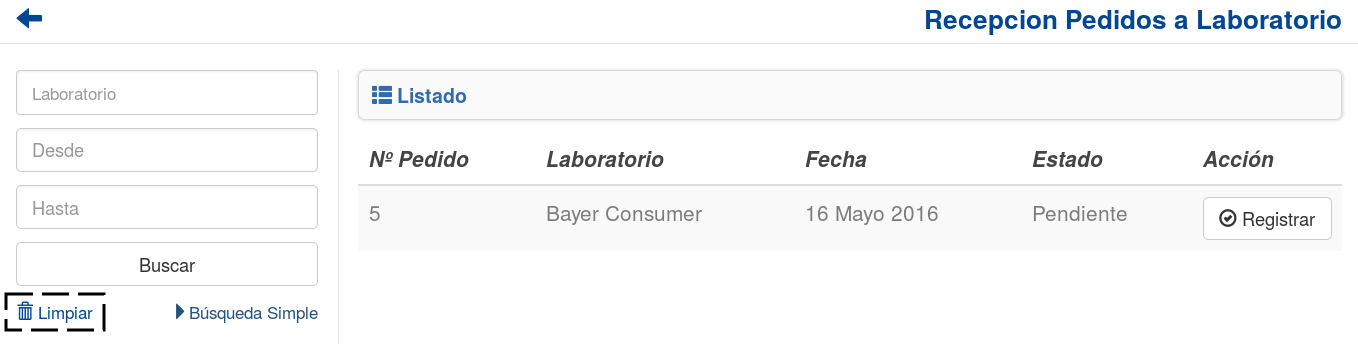 Recepcion Pedidos a Laboratorio
Laboratorio
Desde
Hasta
Buscar
Limpiar
Búsqueda Simple
Listado
Nº Pedido Laboratorio Fecha Estado Acción
5 Bayer Consumer 16 Mayo 2016 Pendiente Registrar